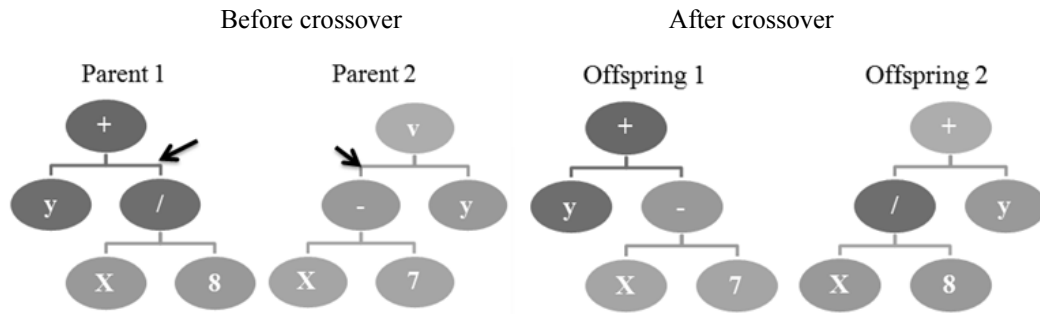 Before crossover After crossover
Parent 1 Parent 2 Offspring 1 Offspring 2
+ v + +
y / - y y - / y
X 8 X 7 X 7 X 8